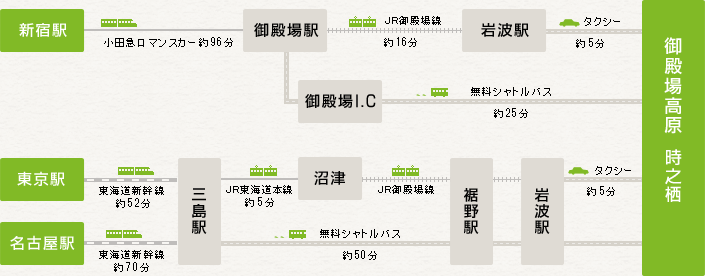 新宿駅
小田急ロマンスカー約96分
御殿場駅
JR御殿場線
約16分
岩波駅
タクシー
約5分
御殿場I.C
無料シャトルバス
約25分
御殿場高原 時之栖
東京駅
東海道新幹線
約52分
三島駅
JR東海道本線
約5分
沼津
JR御殿場線
裾野駅
岩波駅
タクシー
約5分
名古屋駅
東海道新幹線
約70分
無料シャトルバス
約50分